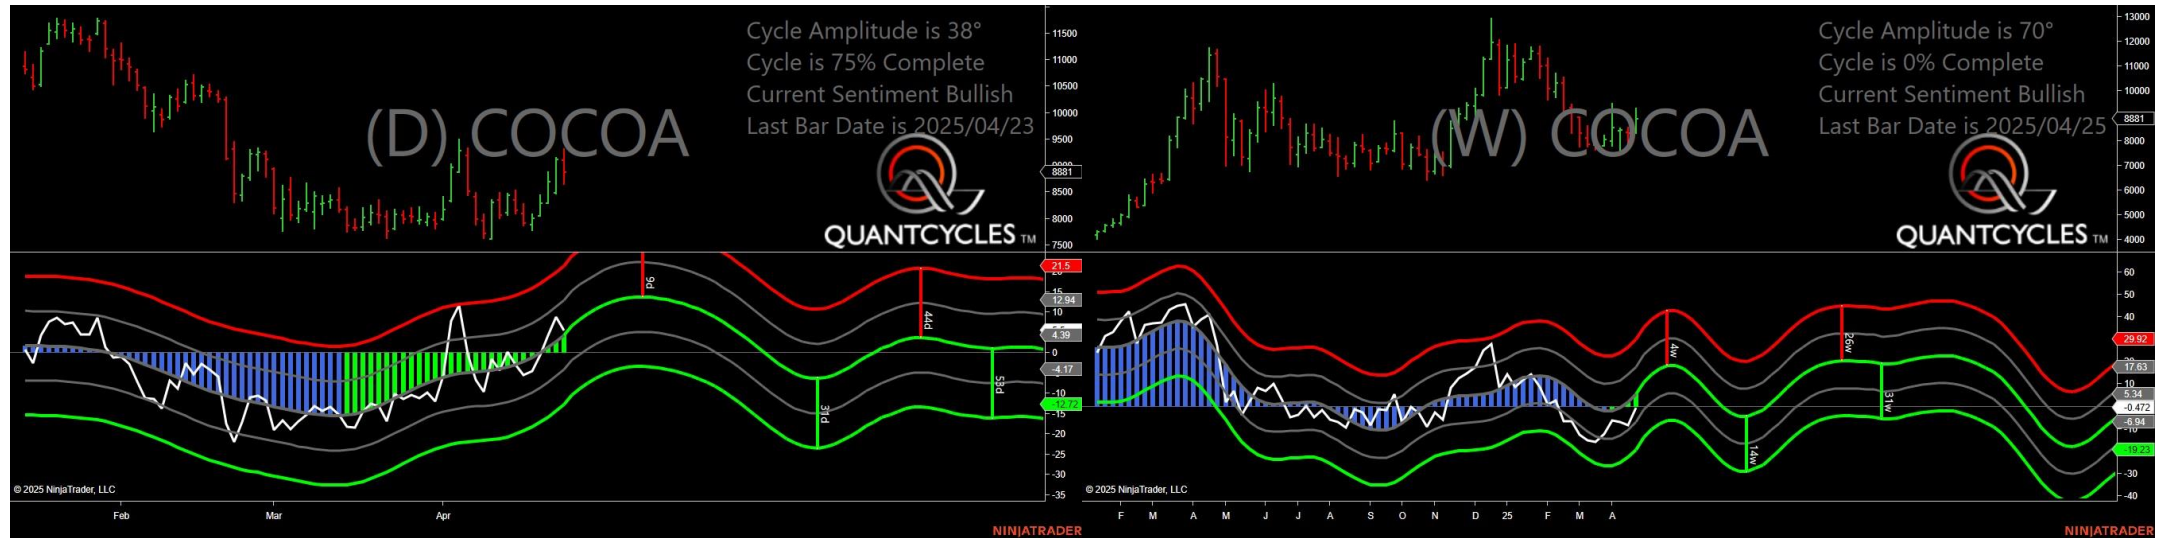 Cycle Amplitude is 38°
Cycle is 75% Complete
Current Sentiment Bullish
Last Bar Date is 2025/04/23
(D) COCOA
QUANTCYCLES TM
11500
11000
10500
10000
9500
8881
8500
8000
7500
21.5
15
12.94
10
4.39
0
-4.17
-10
-12.72
-15
-20
-25
-30
-35
9d
31d
44d
53d
© 2025 NinjaTrader, LLC
Feb Mar Apr
NINJATRADER
Cycle Amplitude is 70°
Cycle is 0% Complete
Current Sentiment Bullish
Last Bar Date is 2025/04/25
(W) COCOA
QUANTCYCLES TM
13000
12000
11000
10000
8881
8000
7000
6000
5000
4000
60
50
40
29.92
17.63
10
5.34
-0.472
-6.94
-19.23
-30
-40
4w
14w
26w
31w
© 2025 NinjaTrader, LLC
F M A M J J A S O N D 25 F M A
NINJATRADER